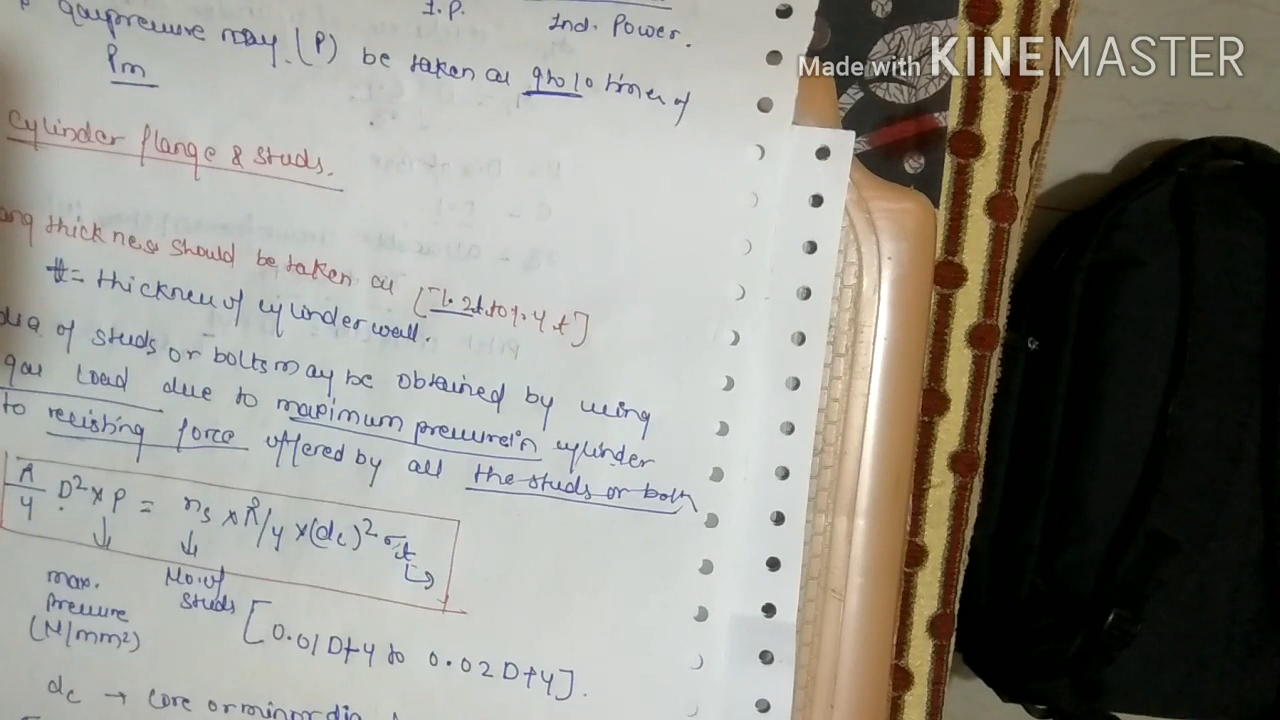 I.P.
Ind. Power.
gas pressure may (P) be taken as 9 to 10 times of
Pm
Made with KINEMASTER
Cylinder flange & studs.
thickness should be taken as [1.2t to 1.4 t]
t = thickness of cylinder wall.
dia. of studs or bolts may be obtained by using
gas load due to maximum pressure in cylinder
to resisting force offered by all the studs or bolts
π/4 D² × P = ns × π/4 × (dc)² σt
max. pressure (N/mm²)
No. of studs
[0.01 D+4 to 0.02 D+4].
dc → core or minor dia